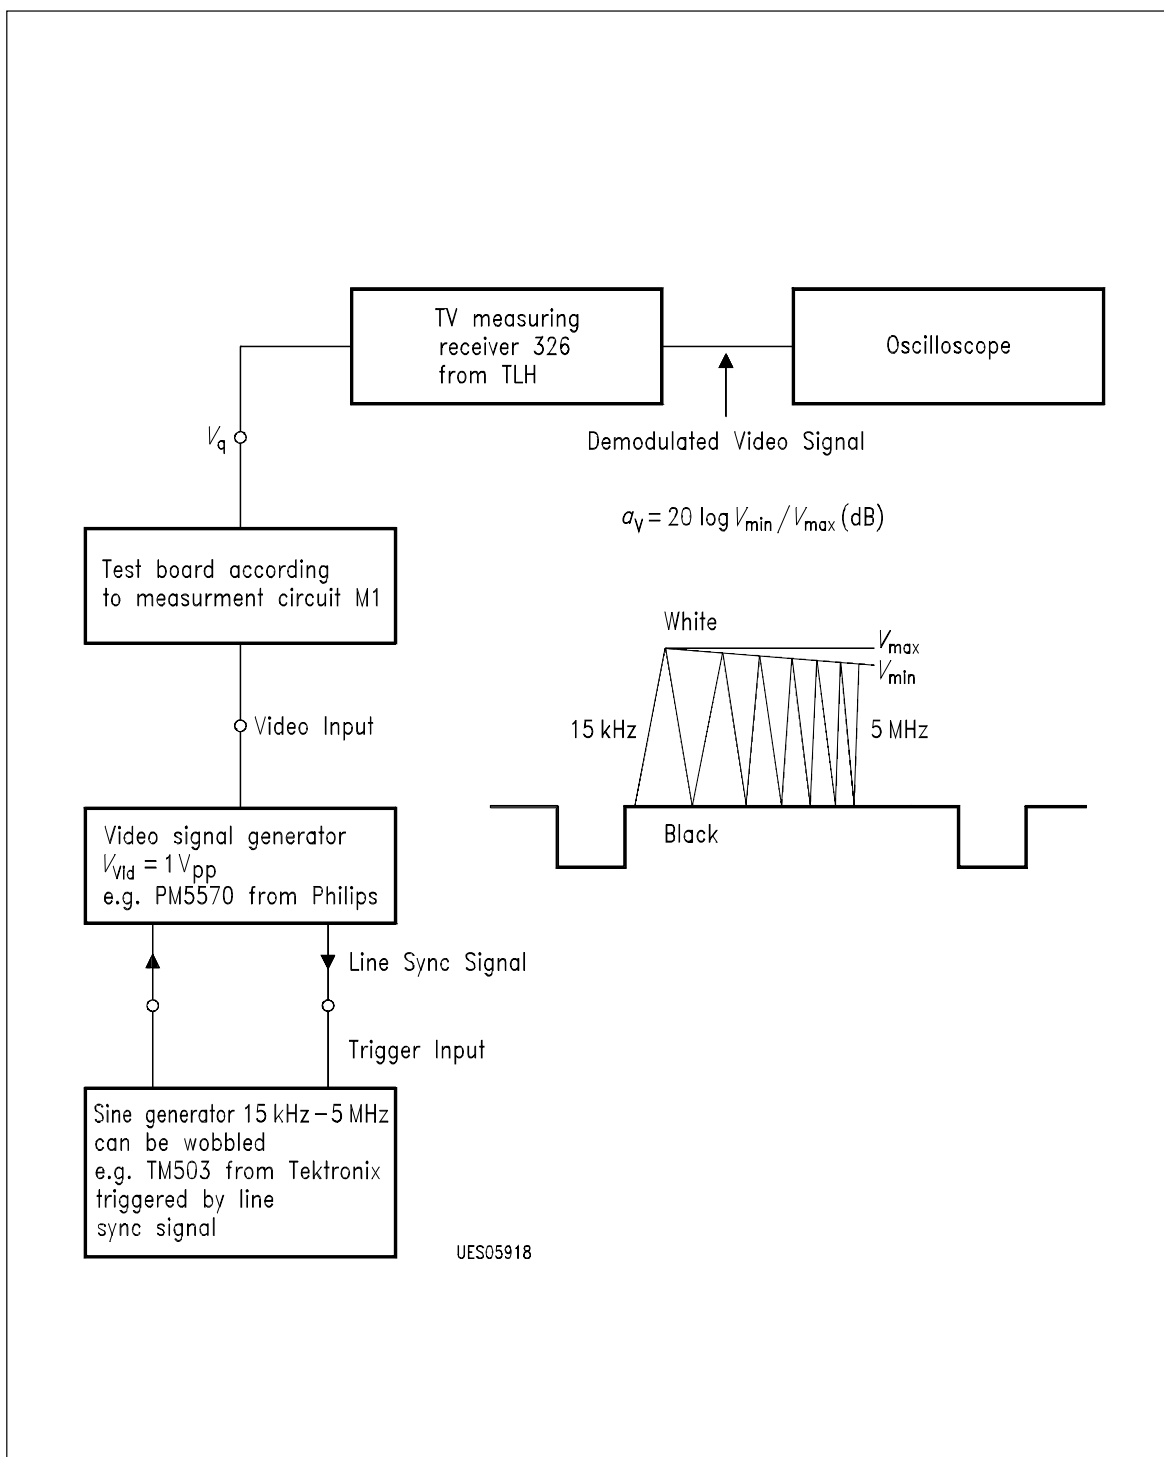 TV measuring
receiver 326
from TLH
Oscilloscope
Vq
Demodulated Video Signal
aV = 20 log Vmin / Vmax (dB)
Test board according
to measurment circuit M1
White
Vmax
Vmin
15 kHz
5 MHz
Video Input
Black
Video signal generator
VVid = 1 Vpp
e.g. PM5570 from Philips
Line Sync Signal
Trigger Input
Sine generator 15 kHz – 5 MHz
can be wobbled
e.g. TM503 from Tektronix
triggered by line
sync signal
UES05918